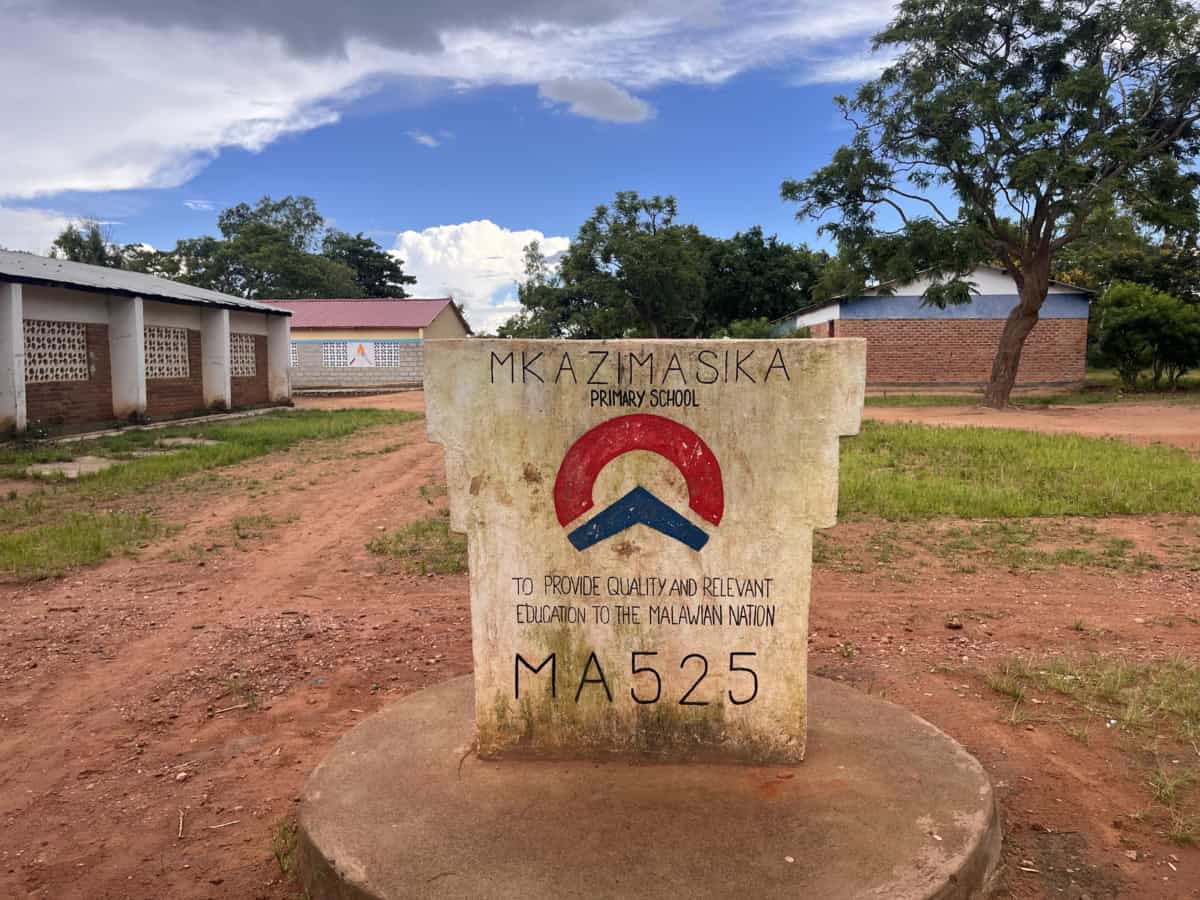 MKAZIMASIKA
PRIMARY SCHOOL
TO PROVIDE QUALITY AND RELEVANT
EDUCATION TO THE MALAWIAN NATION
MA525